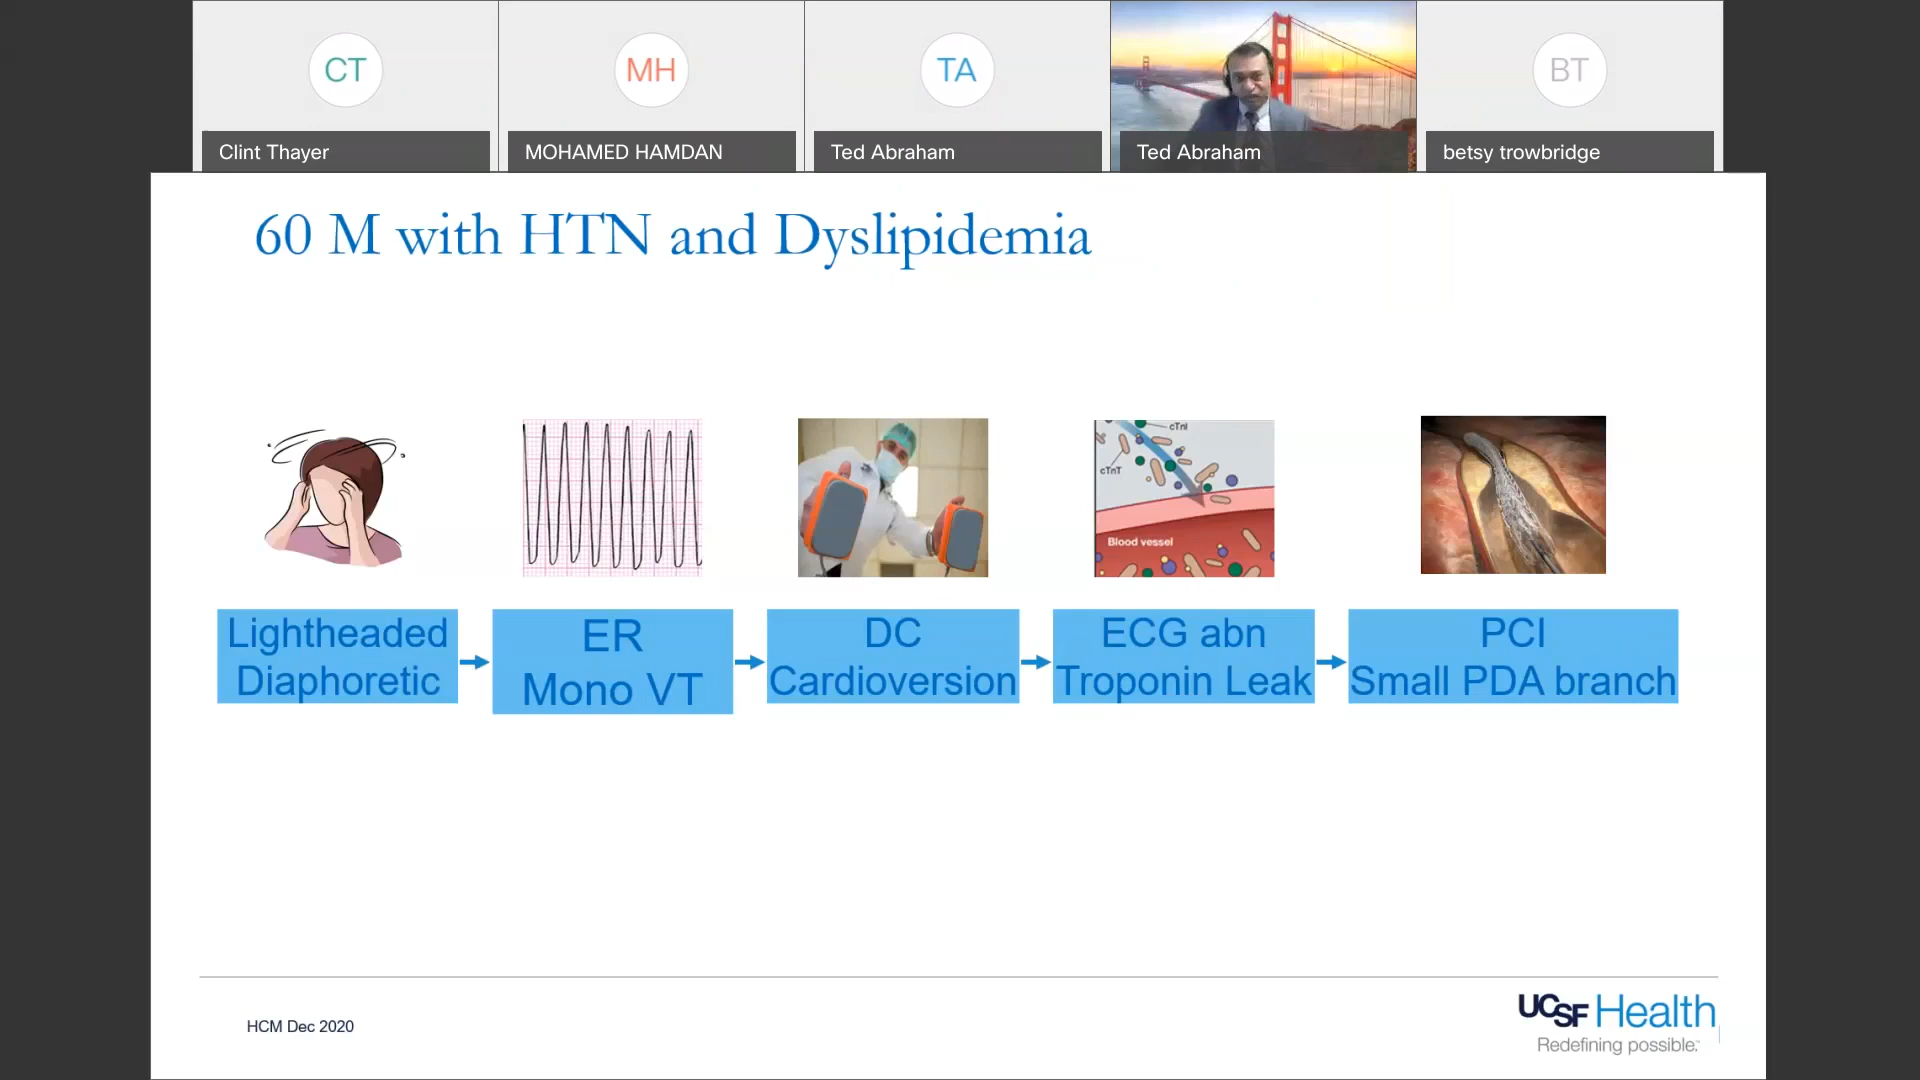 CT
MH
TA
BT
Clint Thayer
MOHAMED HAMDAN
Ted Abraham
Ted Abraham
betsy trowbridge
60 M with HTN and Dyslipidemia
cTnI
cTnT
Blood vessel
Lightheaded
Diaphoretic
ER
Mono VT
DC
Cardioversion
ECG abn
Troponin Leak
PCI
Small PDA branch
HCM Dec 2020
UCSF Health
Redefining possible.